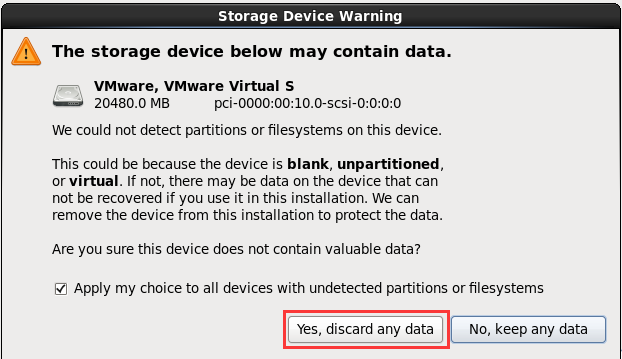 Storage Device Warning
The storage device below may contain data.
VMware, VMware Virtual S
20480.0 MB pci-0000:00:10.0-scsi-0:0:0:0
We could not detect partitions or filesystems on this device.
This could be because the device is blank, unpartitioned,
or virtual. If not, there may be data on the device that can
not be recovered if you use it in this installation. We can
remove the device from this installation to protect the data.
Are you sure this device does not contain valuable data?
Apply my choice to all devices with undetected partitions or filesystems
Yes, discard any data No, keep any data